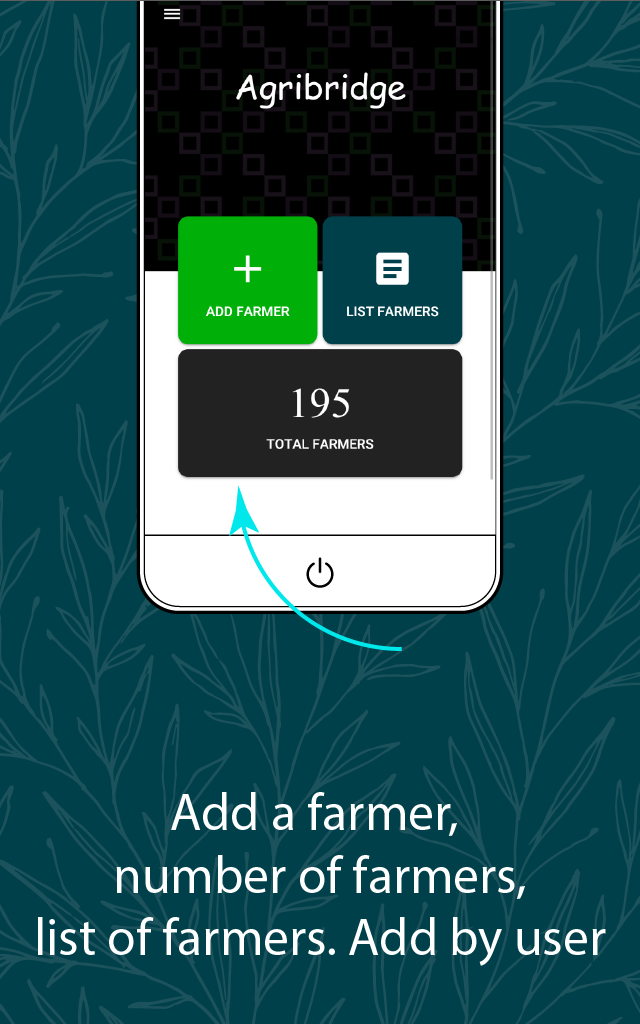 Agribridge
ADD FARMER
LIST FARMERS
195
TOTAL FARMERS
Add a farmer,
number of farmers,
list of farmers. Add by user